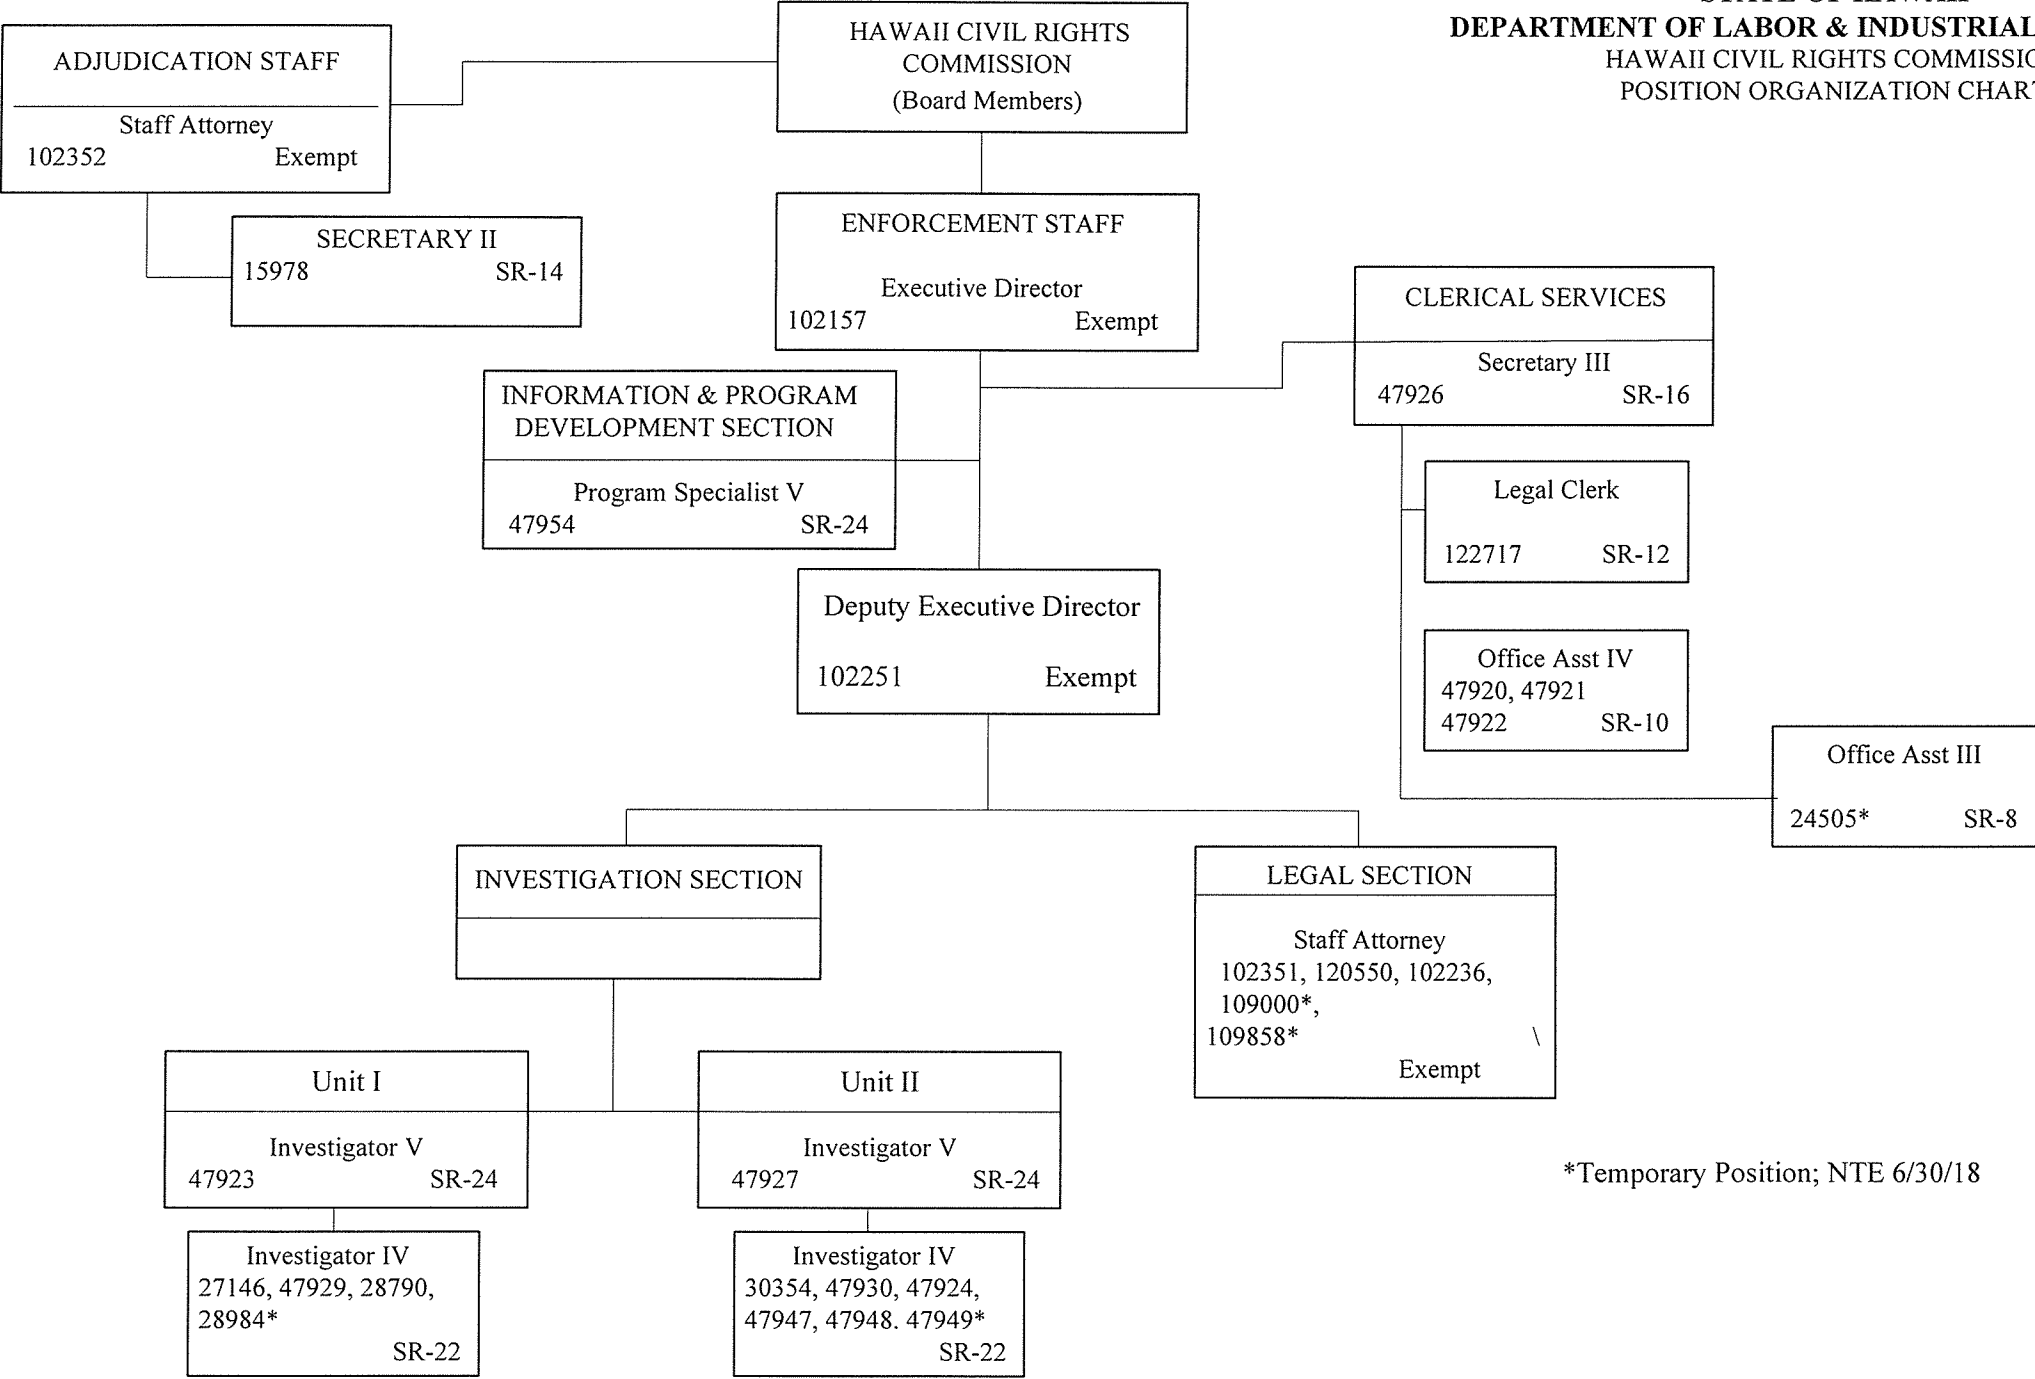 DEPARTMENT OF LABOR & INDUSTRIAL
HAWAII CIVIL RIGHTS COMMISSIO
POSITION ORGANIZATION CHART
HAWAII CIVIL RIGHTS
COMMISSION
(Board Members)
ADJUDICATION STAFF
Staff Attorney
102352 Exempt
SECRETARY II
15978 SR-14
ENFORCEMENT STAFF
Executive Director
102157 Exempt
CLERICAL SERVICES
Secretary III
47926 SR-16
INFORMATION & PROGRAM
DEVELOPMENT SECTION
Program Specialist V
47954 SR-24
Legal Clerk
122717 SR-12
Deputy Executive Director
102251 Exempt
Office Asst IV
47920, 47921
47922 SR-10
Office Asst III
24505* SR-8
INVESTIGATION SECTION
LEGAL SECTION
Staff Attorney
102351, 120550, 102236,
109000*,
109858* \
Exempt
Unit I
Investigator V
47923 SR-24
Unit II
Investigator V
47927 SR-24
Investigator IV
27146, 47929, 28790,
28984*
SR-22
Investigator IV
30354, 47930, 47924,
47947, 47948. 47949*
SR-22
*Temporary Position; NTE 6/30/18